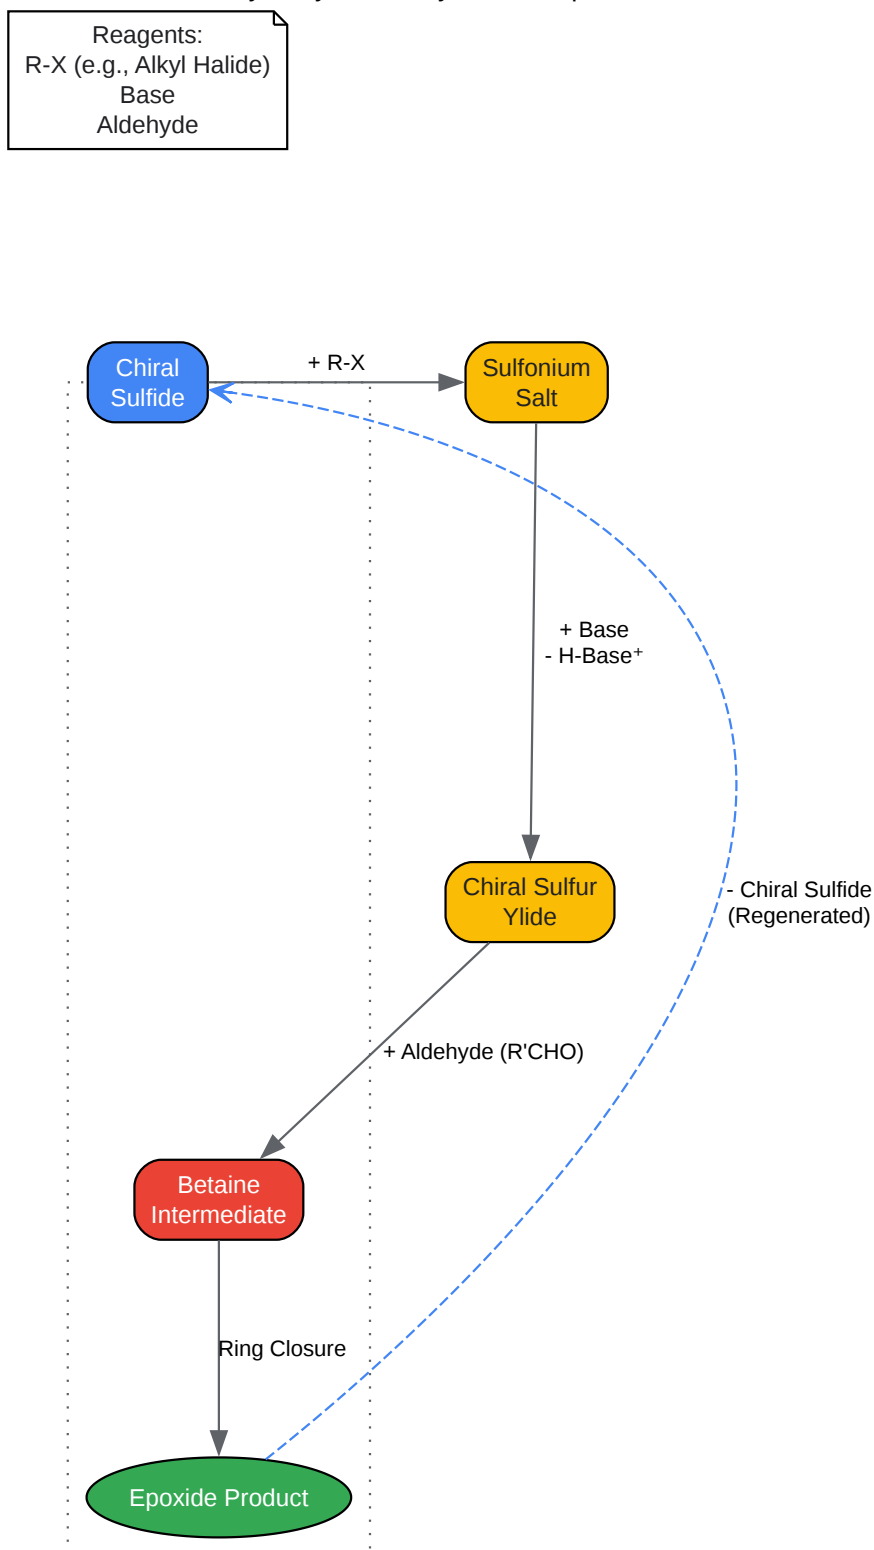 Reagents:
R-X (e.g., Alkyl Halide)
Base
Aldehyde
Chiral
Sulfide
+ R-X
Sulfonium
Salt
+ Base
- H-Base⁺
Chiral Sulfur
Ylide
- Chiral Sulfide
(Regenerated)
+ Aldehyde (R'CHO)
Betaine
Intermediate
Ring Closure
Epoxide Product